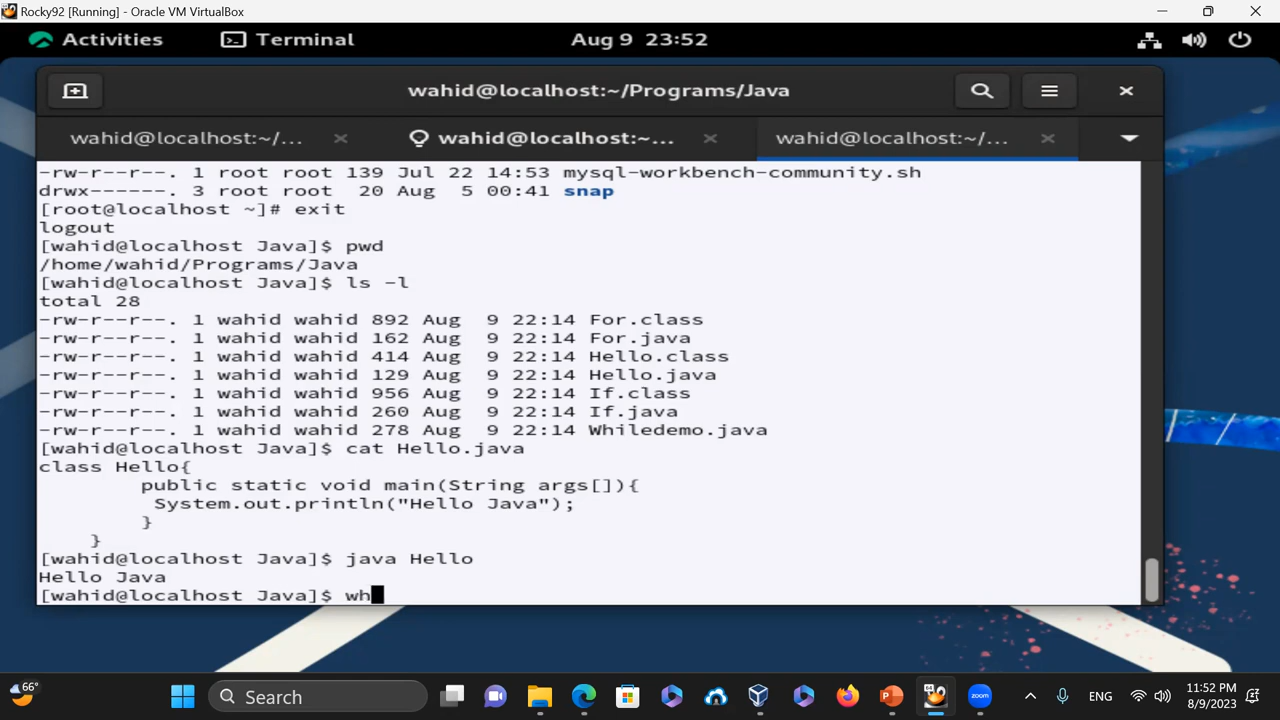 Rocky92 [Running] - Oracle VM VirtualBox
Activities Terminal Aug 9 23:52
wahid@localhost:~/Programs/Java
wahid@localhost:~/... wahid@localhost:~... wahid@localhost:~/...
-rw-r--r--. 1 root root 139 Jul 22 14:53 mysql-workbench-community.sh
drwx------. 3 root root 20 Aug 5 00:41 snap
[root@localhost ~]# exit
logout
[wahid@localhost Java]$ pwd
/home/wahid/Programs/Java
[wahid@localhost Java]$ ls -l
total 28
-rw-r--r--. 1 wahid wahid 892 Aug 9 22:14 For.class
-rw-r--r--. 1 wahid wahid 162 Aug 9 22:14 For.java
-rw-r--r--. 1 wahid wahid 414 Aug 9 22:14 Hello.class
-rw-r--r--. 1 wahid wahid 129 Aug 9 22:14 Hello.java
-rw-r--r--. 1 wahid wahid 956 Aug 9 22:14 If.class
-rw-r--r--. 1 wahid wahid 260 Aug 9 22:14 If.java
-rw-r--r--. 1 wahid wahid 278 Aug 9 22:14 Whiledemo.java
[wahid@localhost Java]$ cat Hello.java
class Hello{
public static void main(String args[]){
System.out.println("Hello Java");
}
}
[wahid@localhost Java]$ java Hello
Hello Java
[wahid@localhost Java]$ wh
66° Search ENG 11:52 PM
8/9/2023